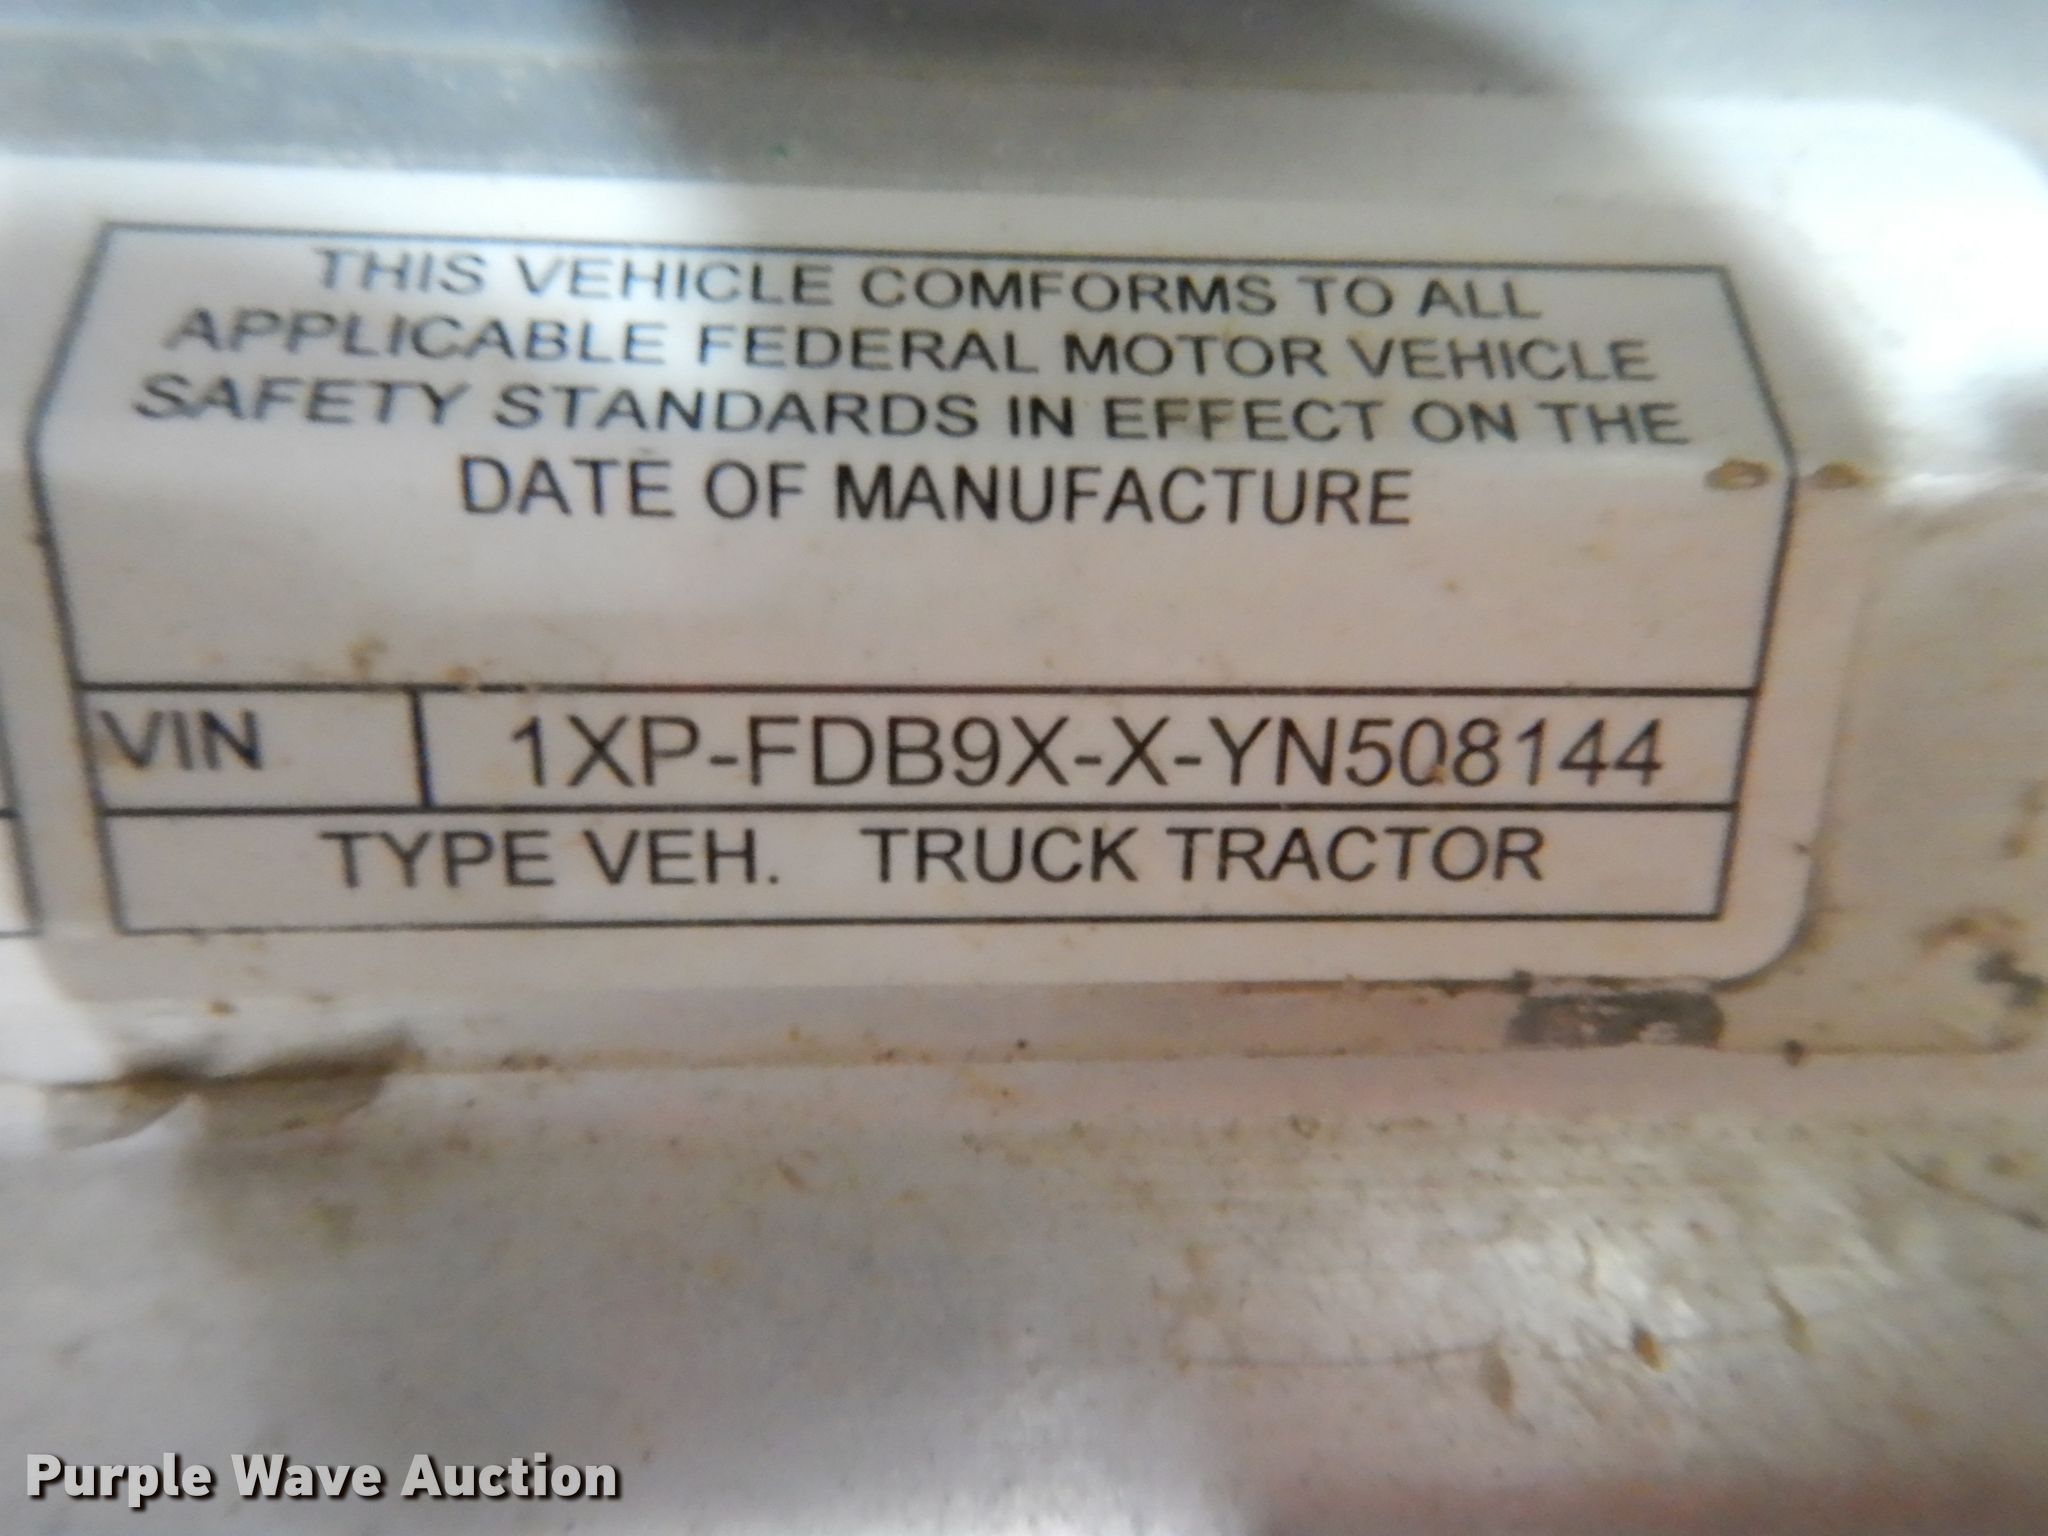 THIS VEHICLE COMFORMS TO ALL
APPLICABLE FEDERAL MOTOR VEHICLE
SAFETY STANDARDS IN EFFECT ON THE
DATE OF MANUFACTURE
VIN 1XP-FDB9X-X-YN508144
TYPE VEH. TRUCK TRACTOR
Purple Wave Auction